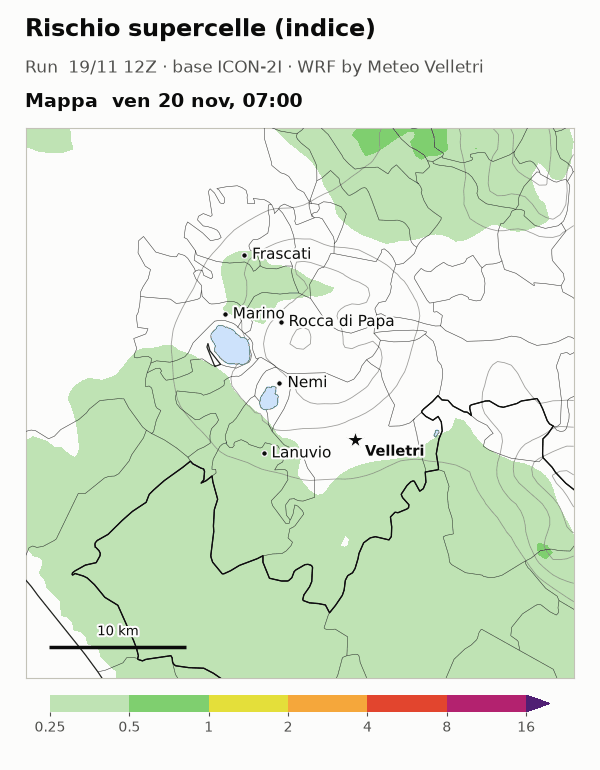 Rischio supercelle (indice)
Run  19/11 12Z · base ICON-2I · WRF by Meteo Velletri
Mappa  ven 20 nov, 07:00
Frascati
Marino
Rocca di Papa
Nemi
Velletri
Lanuvio
10 km
0.25 0.5 1 2 4 8 16